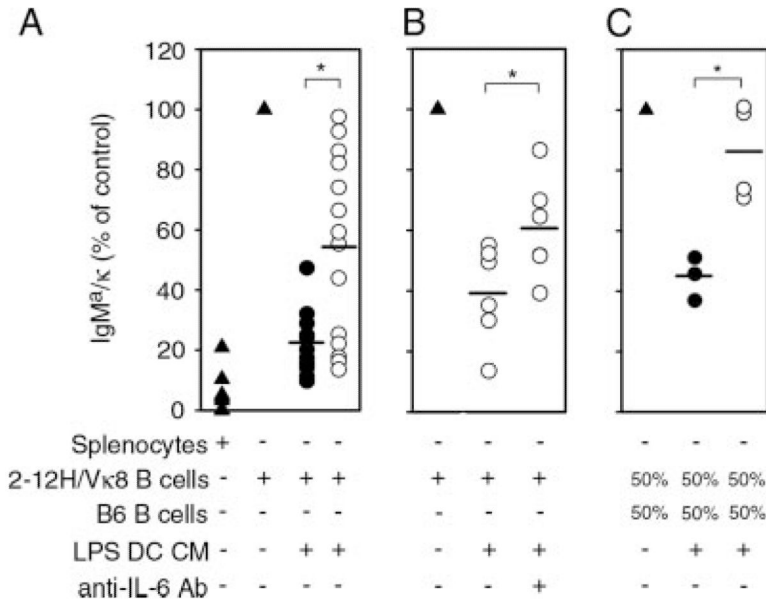 A B C
IgMª/κ (% of control)
120
* * *
100
80
60
40
20
0
Splenocytes + - - - - - - - - -
2-12H/Vκ8 B cells - + + + + + + 50% 50% 50%
B6 B cells - - - - - - - 50% 50% 50%
LPS DC CM - - + + - + + - + +
anti-IL-6 Ab - - - - - - + - - -